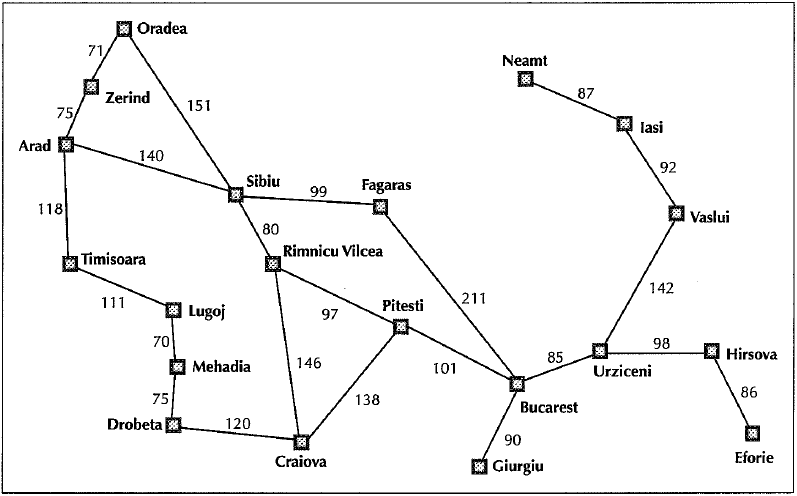 Oradea
71
Neamt
Zerind
87
151
75
Iasi
Arad
140
92
Sibiu
99
Fagaras
118
Vaslui
80
Timisoara
Rimnicu Vilcea
142
111
211
Lugoj
97
Pitesti
70
98
Hirsova
146
101
85
Mehadia
Urziceni
75
138
86
Bucarest
Drobeta
120
90
Craiova
Giurgiu
Eforie